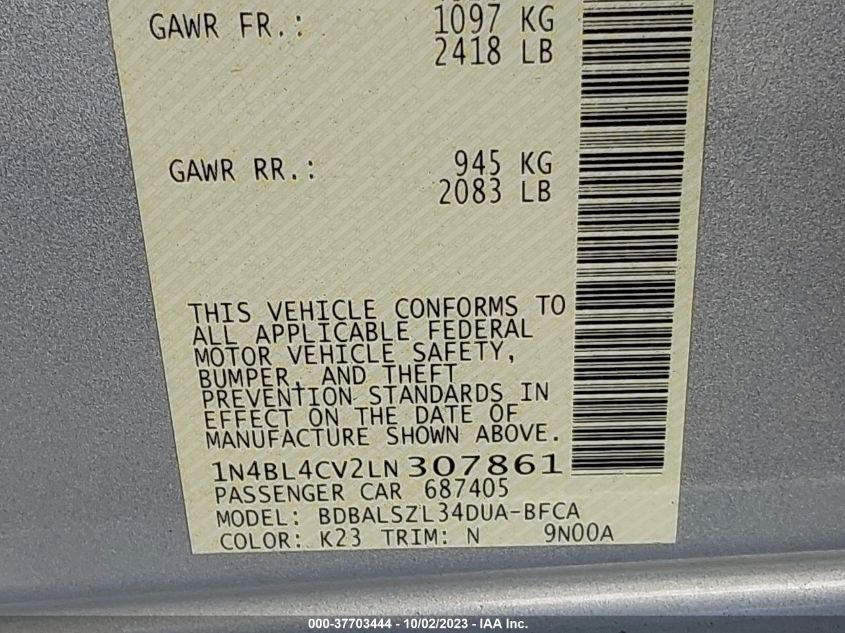 GAWR FR.: 1097 KG
2418 LB
GAWR RR.: 945 KG
2083 LB
THIS VEHICLE CONFORMS TO
ALL APPLICABLE FEDERAL
MOTOR VEHICLE SAFETY,
BUMPER, AND THEFT
PREVENTION STANDARDS IN
EFFECT ON THE DATE OF
MANUFACTURE SHOWN ABOVE.
1N4BL4CV2LN307861
PASSENGER CAR 687405
MODEL: BDBALSZL34DUA-BFCA
COLOR: K23 TRIM: N 9N00A
000-37703444 - 10/02/2023 - IAA Inc.